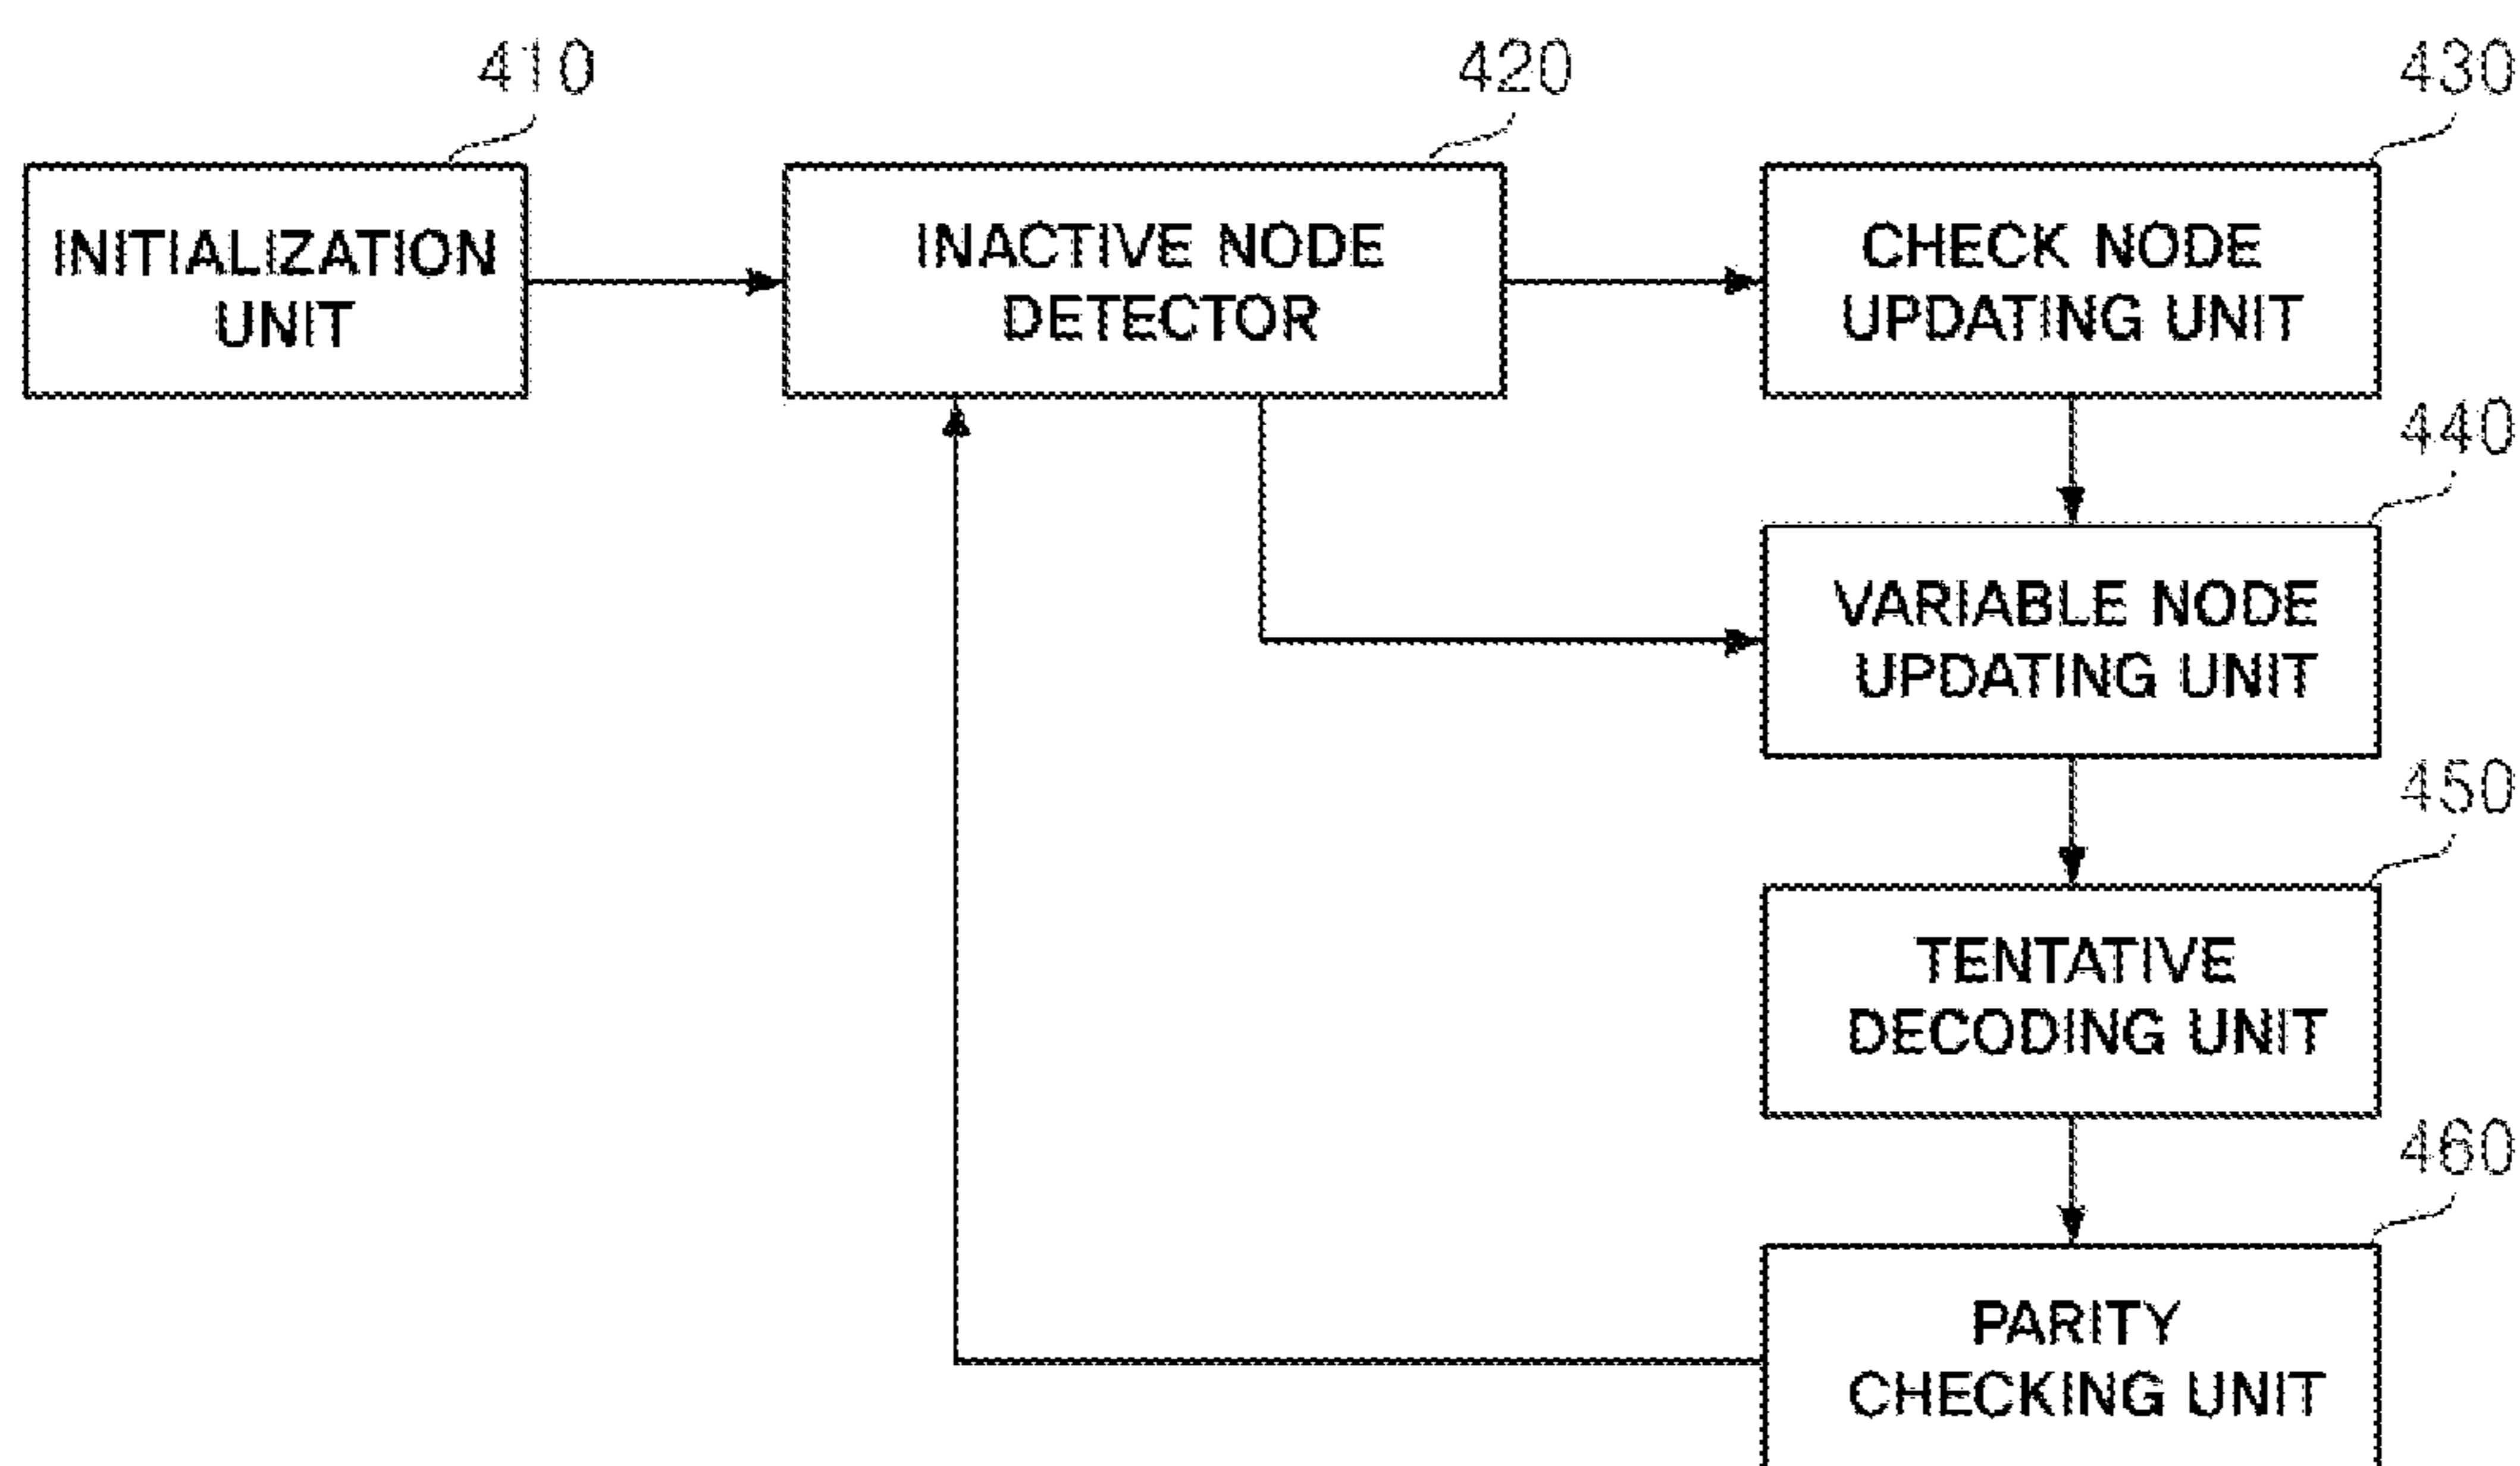 410
420
430
INITIALIZATION
UNIT
INACTIVE NODE
DETECTOR
CHECK NODE
UPDATING UNIT
440
VARIABLE NODE
UPDATING UNIT
450
TENTATIVE
DECODING UNIT
460
PARITY
CHECKING UNIT